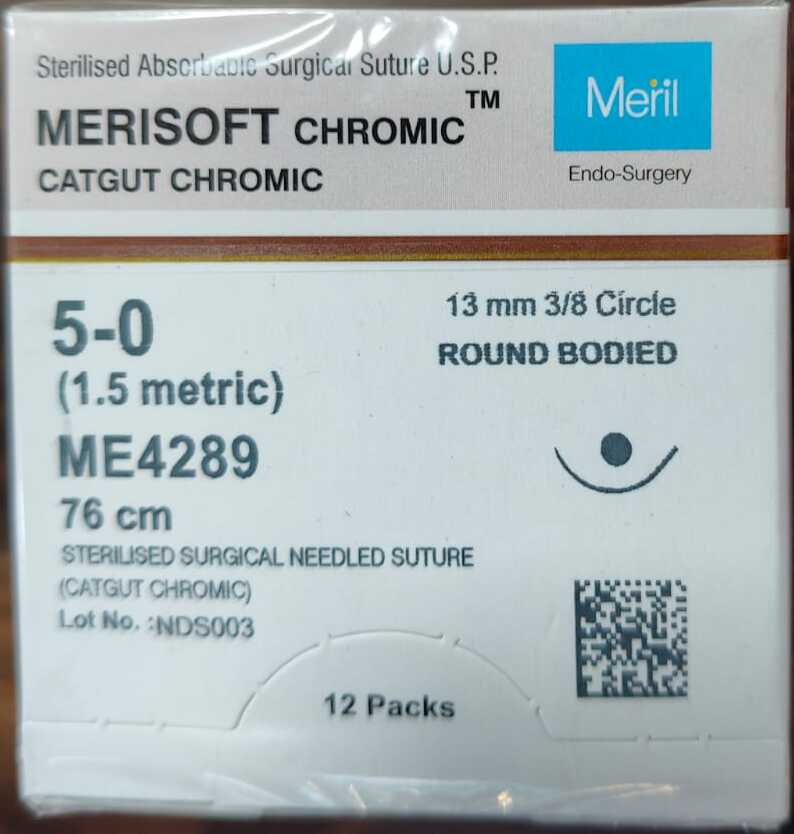 Sterilised Absorbable Surgical Suture U.S.P.
MERISOFT CHROMIC™
CATGUT CHROMIC
Meril
Endo-Surgery
5-0
(1.5 metric)
ME4289
76 cm
STERILISED SURGICAL NEEDLED SUTURE
(CATGUT CHROMIC)
Lot No. :NDS003
13 mm 3/8 Circle
ROUND BODIED
12 Packs